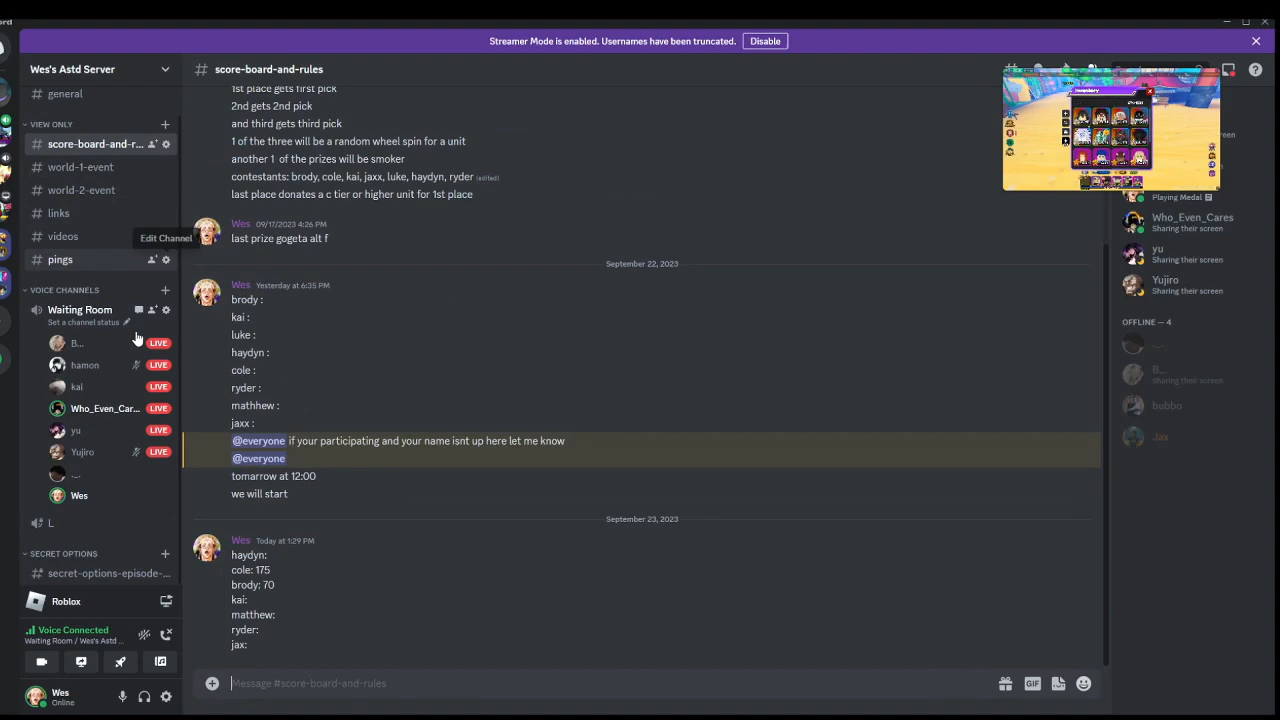 ord
Streamer Mode is enabled. Usernames have been truncated.
Disable
Wes's Astd Server
score-board-and-rules
general
VIEW ONLY
score-board-and-r...
world-1-event
world-2-event
links
videos
Edit Channel
pings
VOICE CHANNELS
Waiting Room
Set a channel status
B... LIVE
hamon LIVE
kai LIVE
Who_Even_Car... LIVE
yu LIVE
Yujiro LIVE
._.
Wes
L
SECRET OPTIONS
secret-options-episode-...
Roblox
Voice Connected
Waiting Room / Wes's Astd ...
Wes
Online
1st place gets first pick
2nd gets 2nd pick
and third gets third pick
1 of the three will be a random wheel spin for a unit
another 1 of the prizes will be smoker
contestants: brody, cole, kai, jaxx, luke, haydyn, ryder (edited)
last place donates a c tier or higher unit for 1st place
Wes 09/17/2023 4:26 PM
last prize gogeta alt f
September 22, 2023
Wes Yesterday at 6:35 PM
brody :
kai :
luke :
haydyn :
cole :
ryder :
mathhew :
jaxx :
@everyone if your participating and your name isnt up here let me know
@everyone
tomarrow at 12:00
we will start
September 23, 2023
Wes Today at 1:29 PM
haydyn:
cole: 175
brody: 70
kai:
matthew:
ryder:
jax:
Message #score-board-and-rules
GIF
Inventory
Playing Medal
Who_Even_Cares
Sharing their screen
yu
Sharing their screen
Yujiro
Sharing their screen
OFFLINE — 4
._.
B...
Sharing their screen
bubbo
Jax